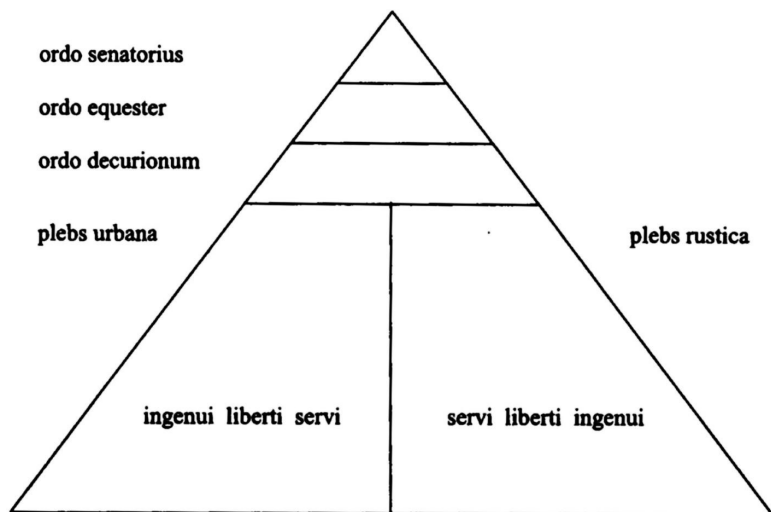 ordo senatorius
ordo equester
ordo decurionum
plebs urbana
plebs rustica
ingenui liberti servi
servi liberti ingenui